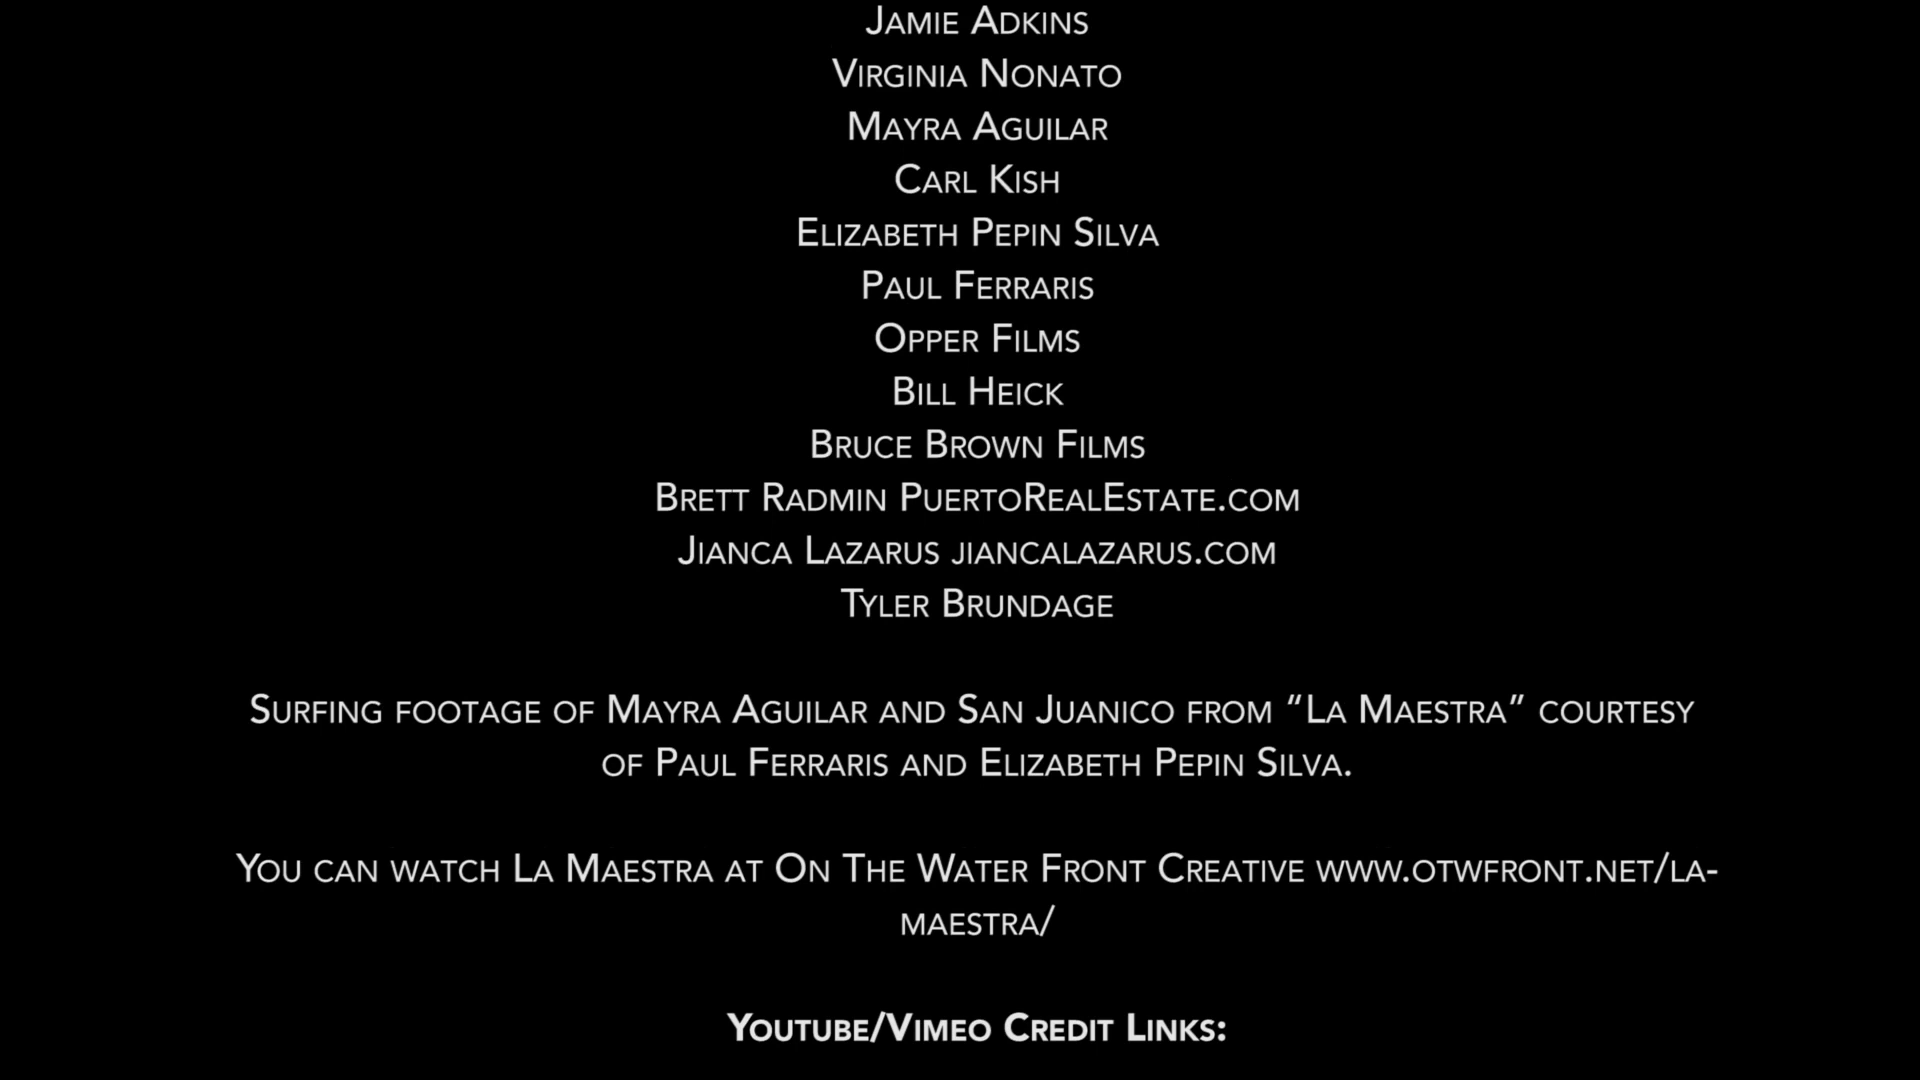 Jamie Adkins
Virginia Nonato
Mayra Aguilar
Carl Kish
Elizabeth Pepin Silva
Paul Ferraris
Opper Films
Bill Heick
Bruce Brown Films
Brett Radmin PuertoRealEstate.com
Jianca Lazarus jiancalazarus.com
Tyler Brundage
Surfing footage of Mayra Aguilar and San Juanico from “La Maestra” courtesy
of Paul Ferraris and Elizabeth Pepin Silva.
You can watch La Maestra at On The Water Front Creative www.otwfront.net/la-
maestra/
Youtube/Vimeo Credit Links: